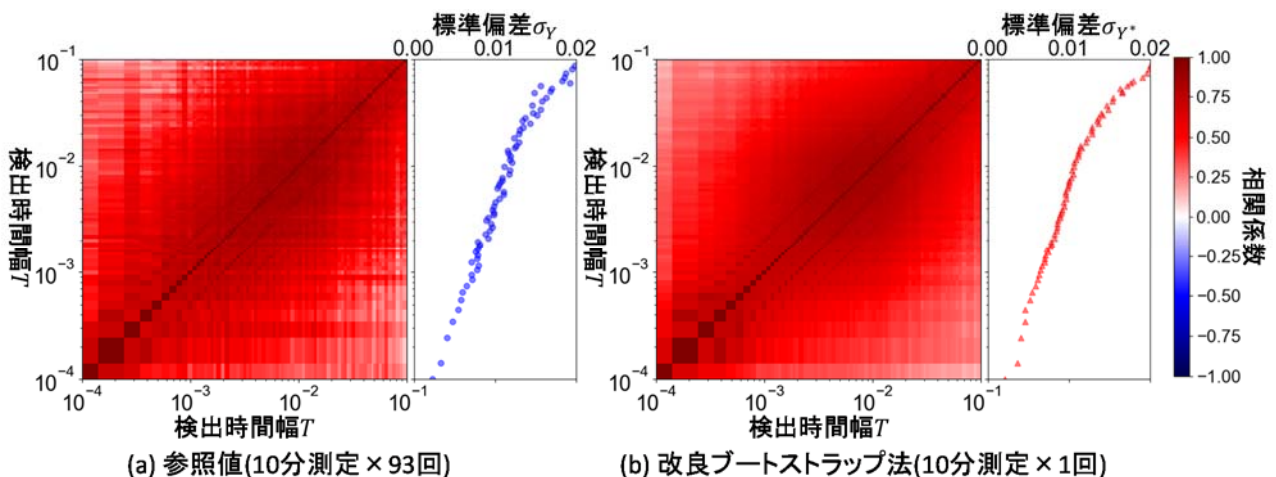 標準偏差σY
0.00 0.01 0.02
標準偏差σY*
0.00 0.01 0.02
10⁻¹
10⁻²
10⁻³
10⁻⁴
検出時間幅T
10⁻⁴ 10⁻³ 10⁻² 10⁻¹
検出時間幅T
10⁻¹
10⁻²
10⁻³
10⁻⁴
検出時間幅T
10⁻⁴ 10⁻³ 10⁻² 10⁻¹
検出時間幅T
1.00
0.75
0.50
0.25
0.00
−0.25
−0.50
−0.75
−1.00
相関係数
(a) 参照値(10分測定×93回)
(b) 改良ブートストラップ法(10分測定×1回)